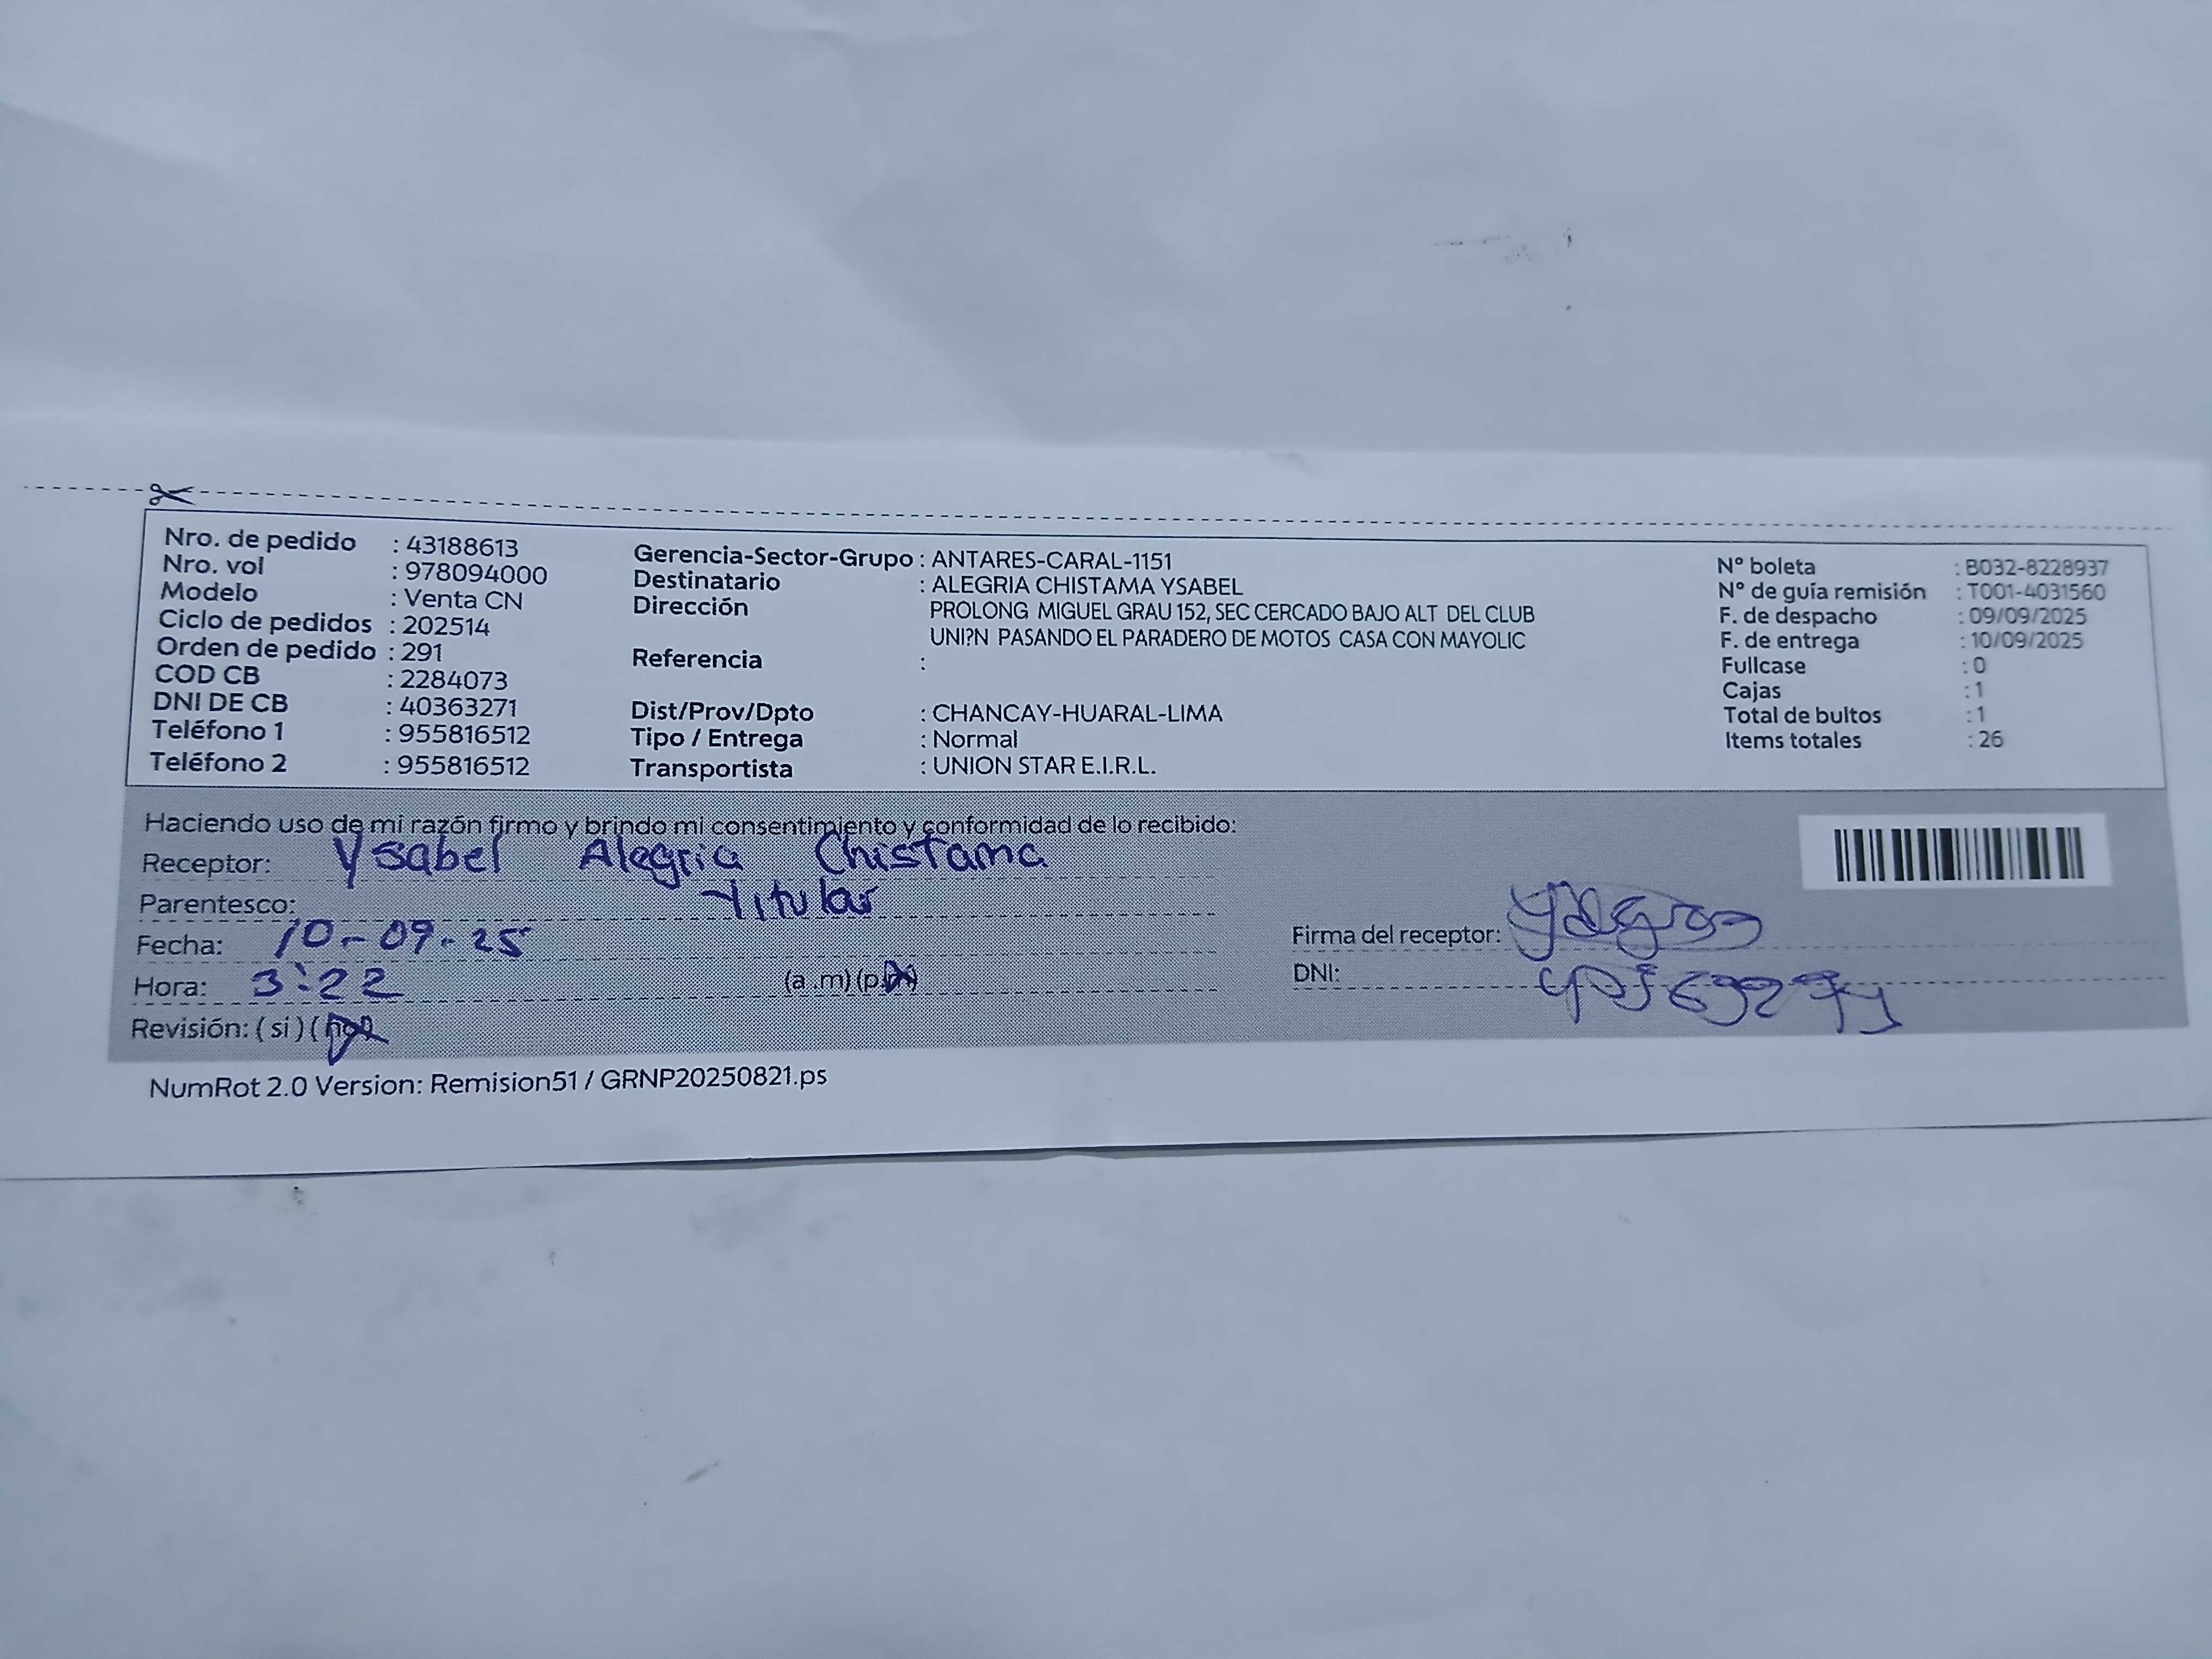 Nro. de pedido : 43188613
Nro. vol : 978094000
Modelo : Venta CN
Ciclo de pedidos : 202514
Orden de pedido : 291
COD CB : 2284073
DNI DE CB : 40363271
Teléfono 1 : 955816512
Teléfono 2 : 955816512
Gerencia-Sector-Grupo : ANTARES-CARAL-1151
Destinatario : ALEGRIA CHISTAMA YSABEL
Dirección PROLONG MIGUEL GRAU 152, SEC CERCADO BAJO ALT DEL CLUB
UNI?N PASANDO EL PARADERO DE MOTOS CASA CON MAYOLIC
Referencia :
Dist/Prov/Dpto : CHANCAY-HUARAL-LIMA
Tipo / Entrega : Normal
Transportista : UNION STAR E.I.R.L.
N° boleta : B032-8228937
N° de guía remisión : T001-4031560
F. de despacho : 09/09/2025
F. de entrega : 10/09/2025
Fullcase : 0
Cajas : 1
Total de bultos : 1
Items totales : 26
Haciendo uso de mi razón firmo y brindo mi consentimiento y conformidad de lo recibido:
Receptor: Ysabel Alegria Chistama
Parentesco: Titular
Fecha: 10-09-25
Hora: 3:22 (a.m) (p.m)
Revisión: (si) (no)
Firma del receptor:
DNI:
NumRot 2.0 Version: Remision51 / GRNP20250821.ps